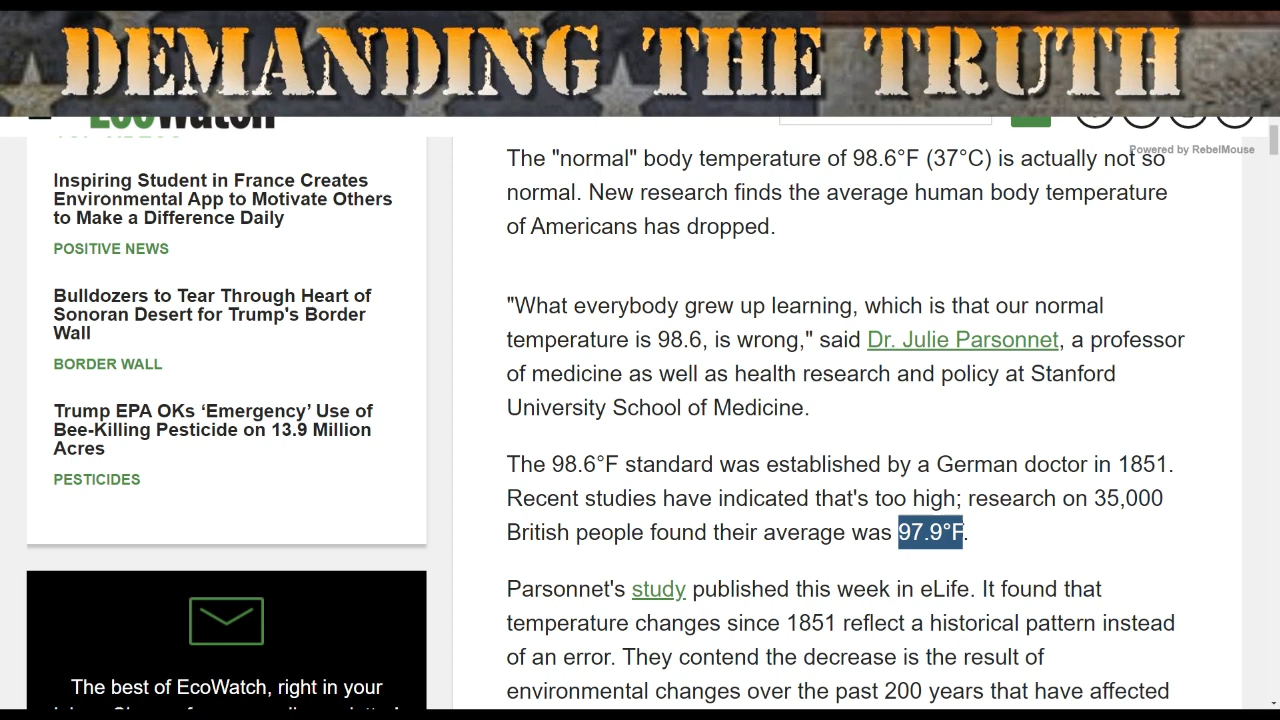 DEMANDING THE TRUTH
EcoWatch
Powered by RebelMouse
Inspiring Student in France Creates
Environmental App to Motivate Others
to Make a Difference Daily
POSITIVE NEWS
Bulldozers to Tear Through Heart of
Sonoran Desert for Trump's Border
Wall
BORDER WALL
Trump EPA OKs ‘Emergency’ Use of
Bee-Killing Pesticide on 13.9 Million
Acres
PESTICIDES
The best of EcoWatch, right in your
The "normal" body temperature of 98.6°F (37°C) is actually not so
normal. New research finds the average human body temperature
of Americans has dropped.
"What everybody grew up learning, which is that our normal
temperature is 98.6, is wrong," said Dr. Julie Parsonnet, a professor
of medicine as well as health research and policy at Stanford
University School of Medicine.
The 98.6°F standard was established by a German doctor in 1851.
Recent studies have indicated that's too high; research on 35,000
British people found their average was 97.9°F.
Parsonnet's study published this week in eLife. It found that
temperature changes since 1851 reflect a historical pattern instead
of an error. They contend the decrease is the result of
environmental changes over the past 200 years that have affected